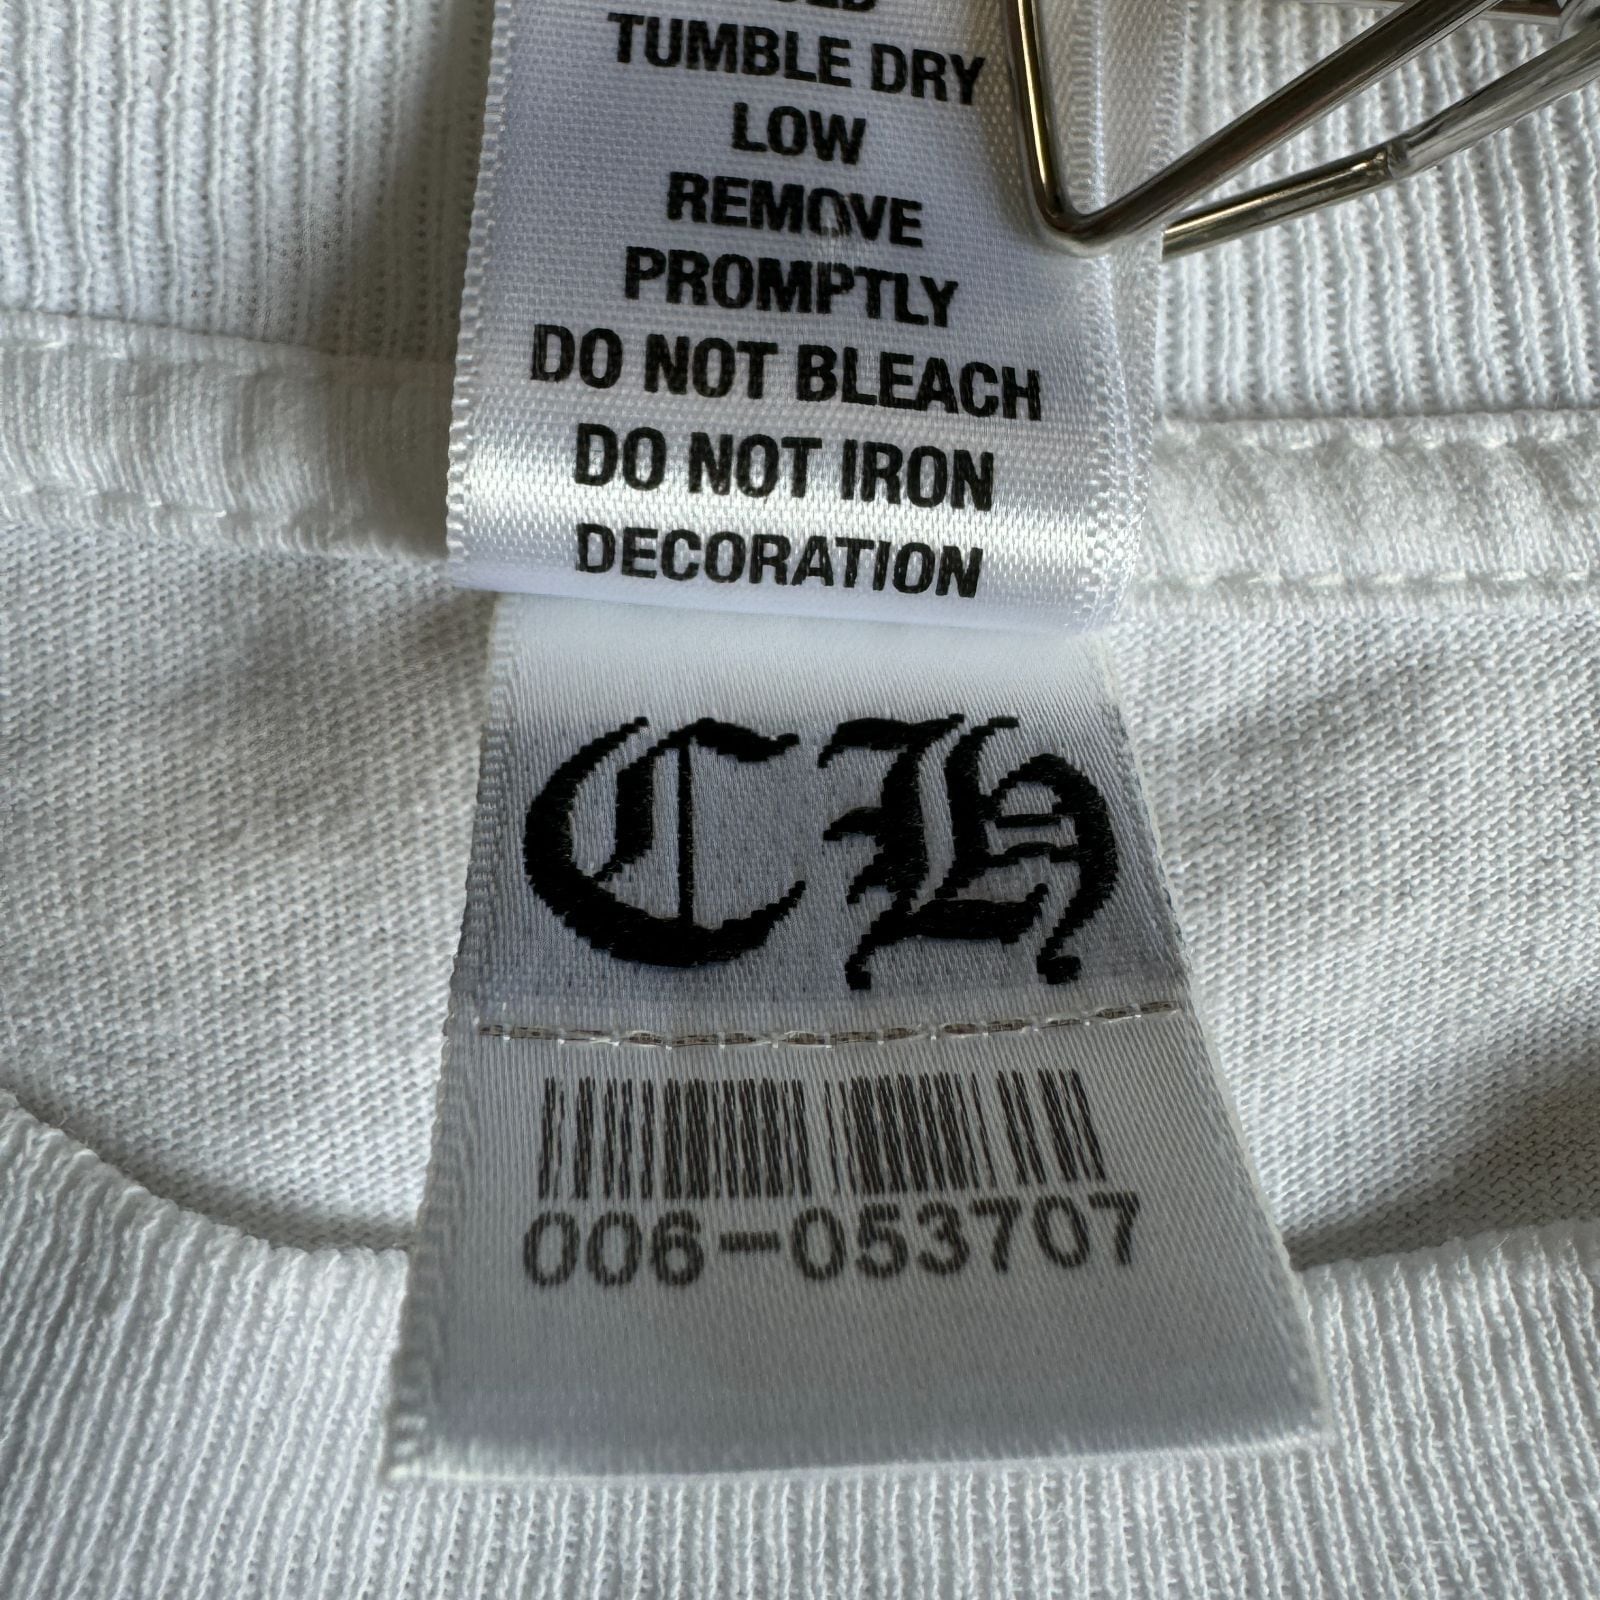 TUMBLE DRY
LOW
REMOVE
PROMPTLY
DO NOT BLEACH
DO NOT IRON
DECORATION
CH
006-053707